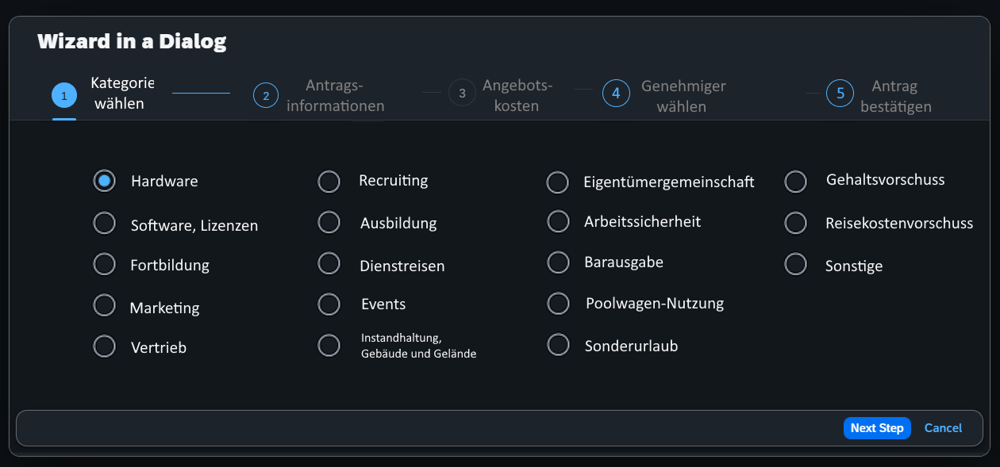 Wizard in a Dialog
1
Kategorie
wählen
2
Antrags-
informationen
3
Angebots-
kosten
4
Genehmiger
wählen
5
Antrag
bestätigen
Hardware
Software, Lizenzen
Fortbildung
Marketing
Vertrieb
Recruiting
Ausbildung
Dienstreisen
Events
Instandhaltung,
Gebäude und Gelände
Eigentümergemeinschaft
Arbeitssicherheit
Barausgabe
Poolwagen-Nutzung
Sonderurlaub
Gehaltsvorschuss
Reisekostenvorschuss
Sonstige
Next Step
Cancel